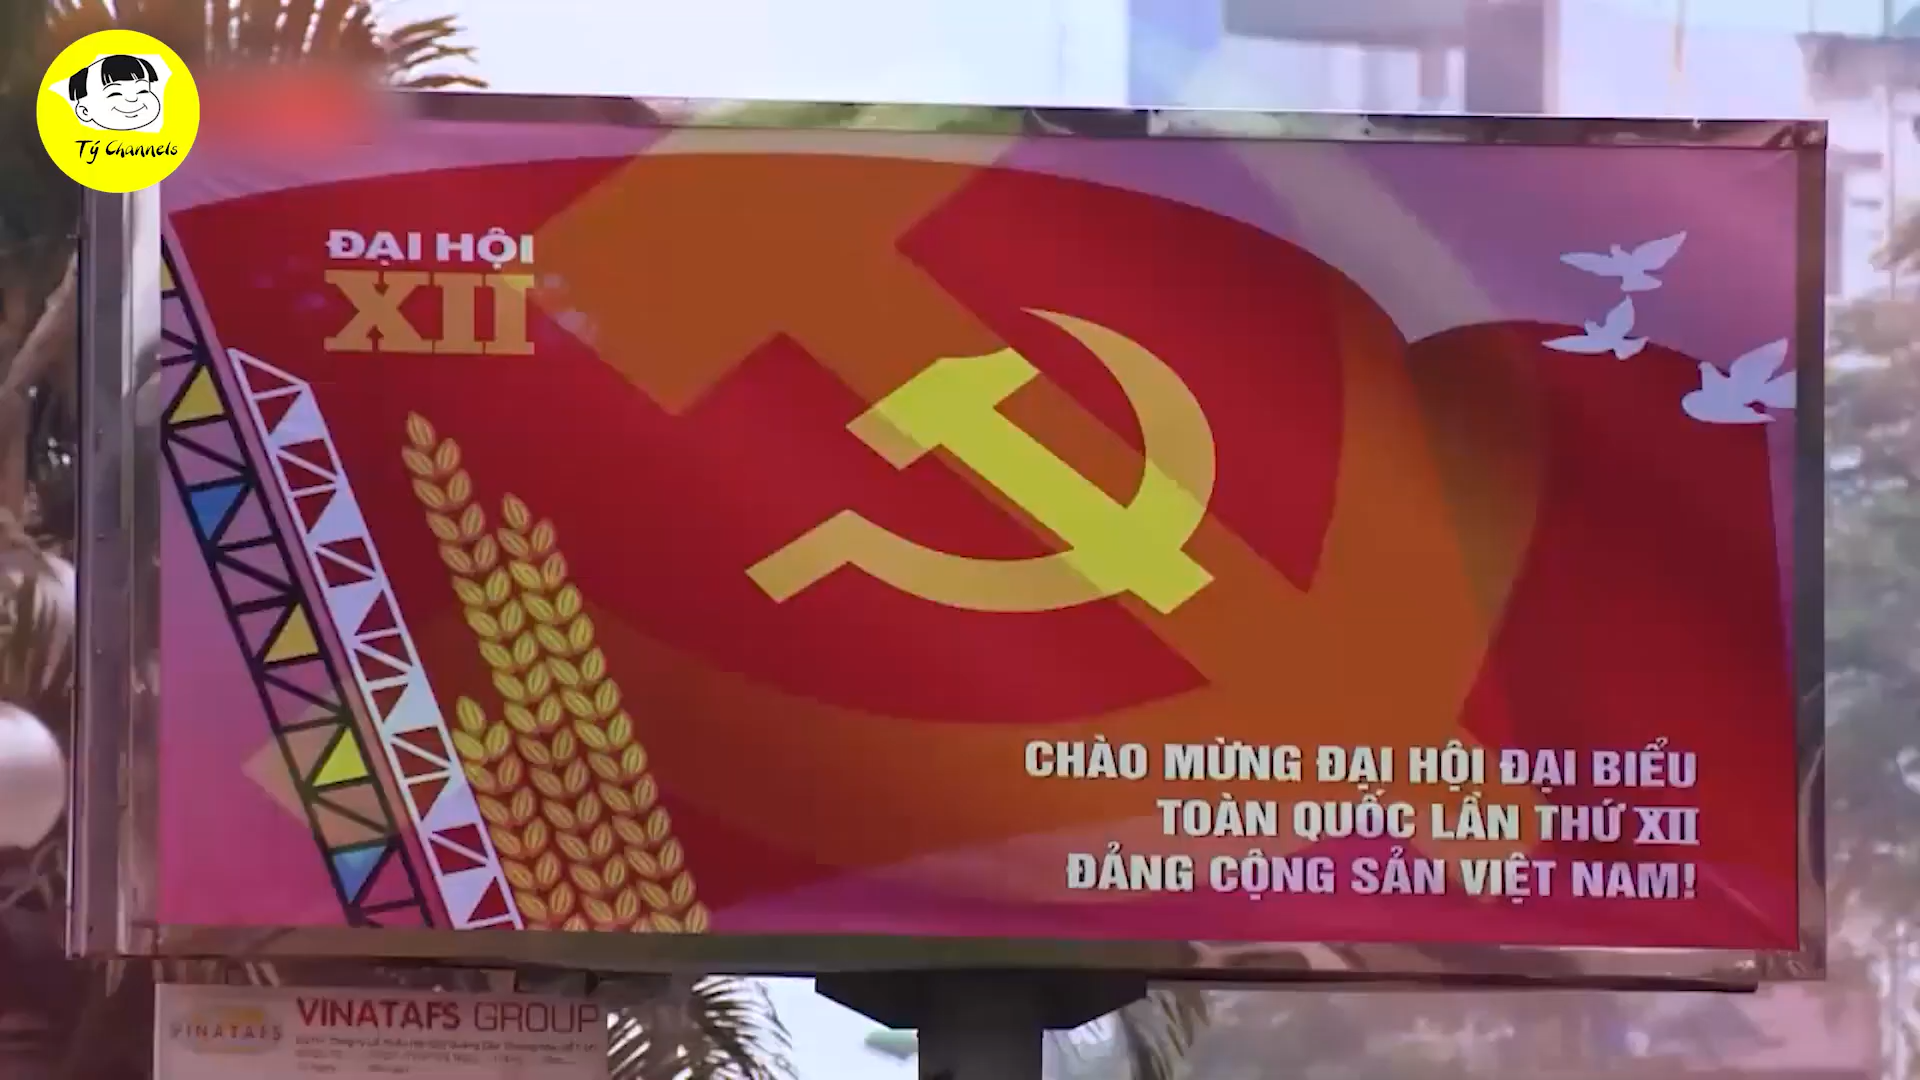 Tý Channels
ĐẠI HỘI
XII
CHÀO MỪNG ĐẠI HỘI ĐẠI BIỂU
TOÀN QUỐC LẦN THỨ XII
ĐẢNG CỘNG SẢN VIỆT NAM!
VINATAFS GROUP
VINATAFS